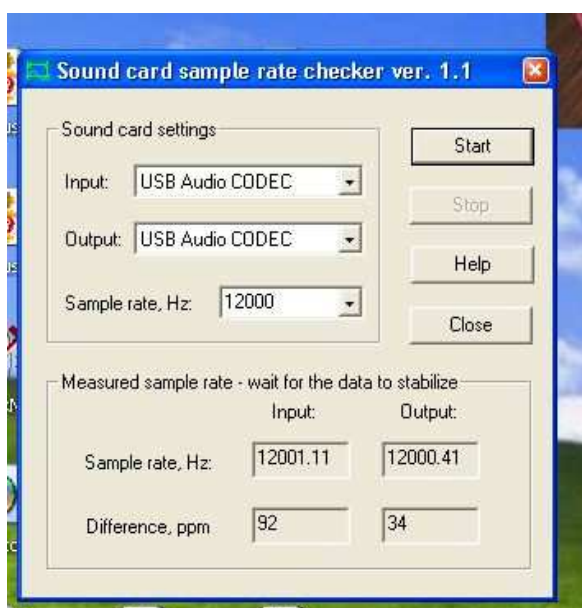 Sound card sample rate checker ver. 1.1
Sound card settings
Input: USB Audio CODEC
Output: USB Audio CODEC
Sample rate, Hz: 12000
Start
Stop
Help
Close
Measured sample rate - wait for the data to stabilize
Input: Output:
Sample rate, Hz: 12001.11 12000.41
Difference, ppm 92 34